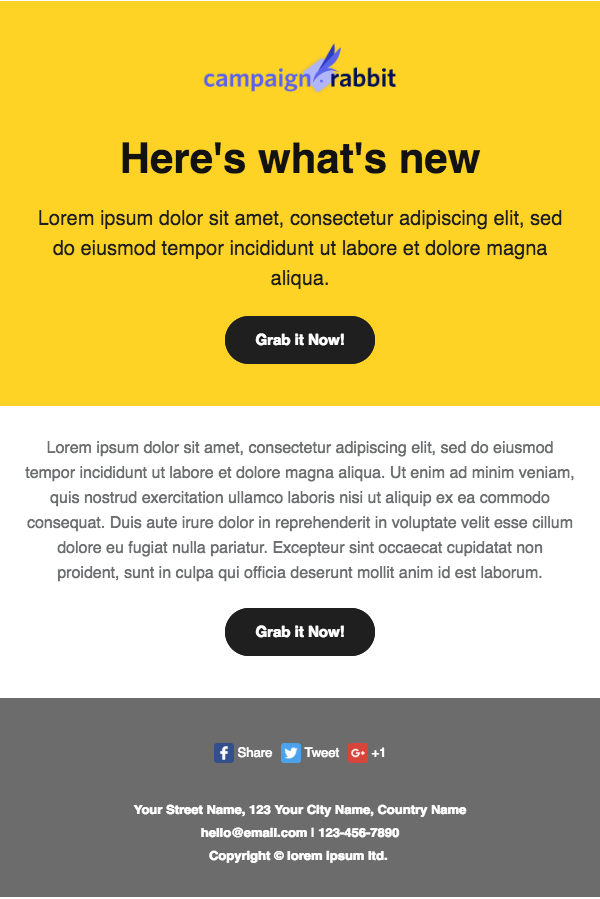 campaignrabbit
Here's what's new
Lorem ipsum dolor sit amet, consectetur adipiscing elit, sed
do eiusmod tempor incididunt ut labore et dolore magna
aliqua.
Grab it Now!
Lorem ipsum dolor sit amet, consectetur adipiscing elit, sed do eiusmod
tempor incididunt ut labore et dolore magna aliqua. Ut enim ad minim veniam,
quis nostrud exercitation ullamco laboris nisi ut aliquip ex ea commodo
consequat. Duis aute irure dolor in reprehenderit in voluptate velit esse cillum
dolore eu fugiat nulla pariatur. Excepteur sint occaecat cupidatat non
proident, sunt in culpa qui officia deserunt mollit anim id est laborum.
Grab it Now!
f Share Tweet G+ +1
Your Street Name, 123 Your City Name, Country Name
hello@email.com | 123-456-7890
Copyright © lorem ipsum ltd.